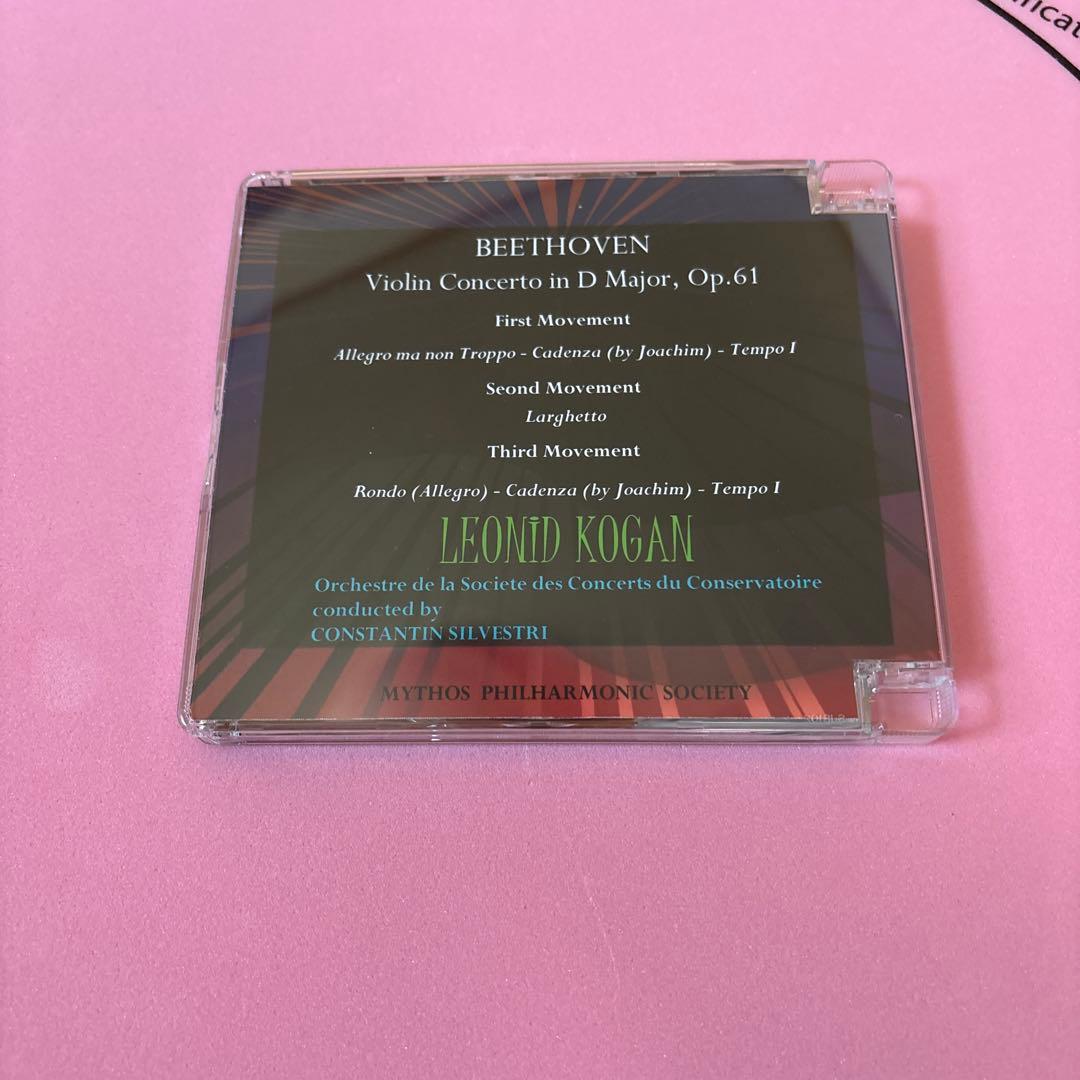 BEETHOVEN
Violin Concerto in D Major, Op.61
First Movement
Allegro ma non Troppo - Cadenza (by Joachim) - Tempo I
Seond Movement
Larghetto
Third Movement
Rondo (Allegro) - Cadenza (by Joachim) - Tempo I
LEONID KOGAN
Orchestre de la Societe des Concerts du Conservatoire
conducted by
CONSTANTIN SILVESTRI
MYTHOS PHILHARMONIC SOCIETY